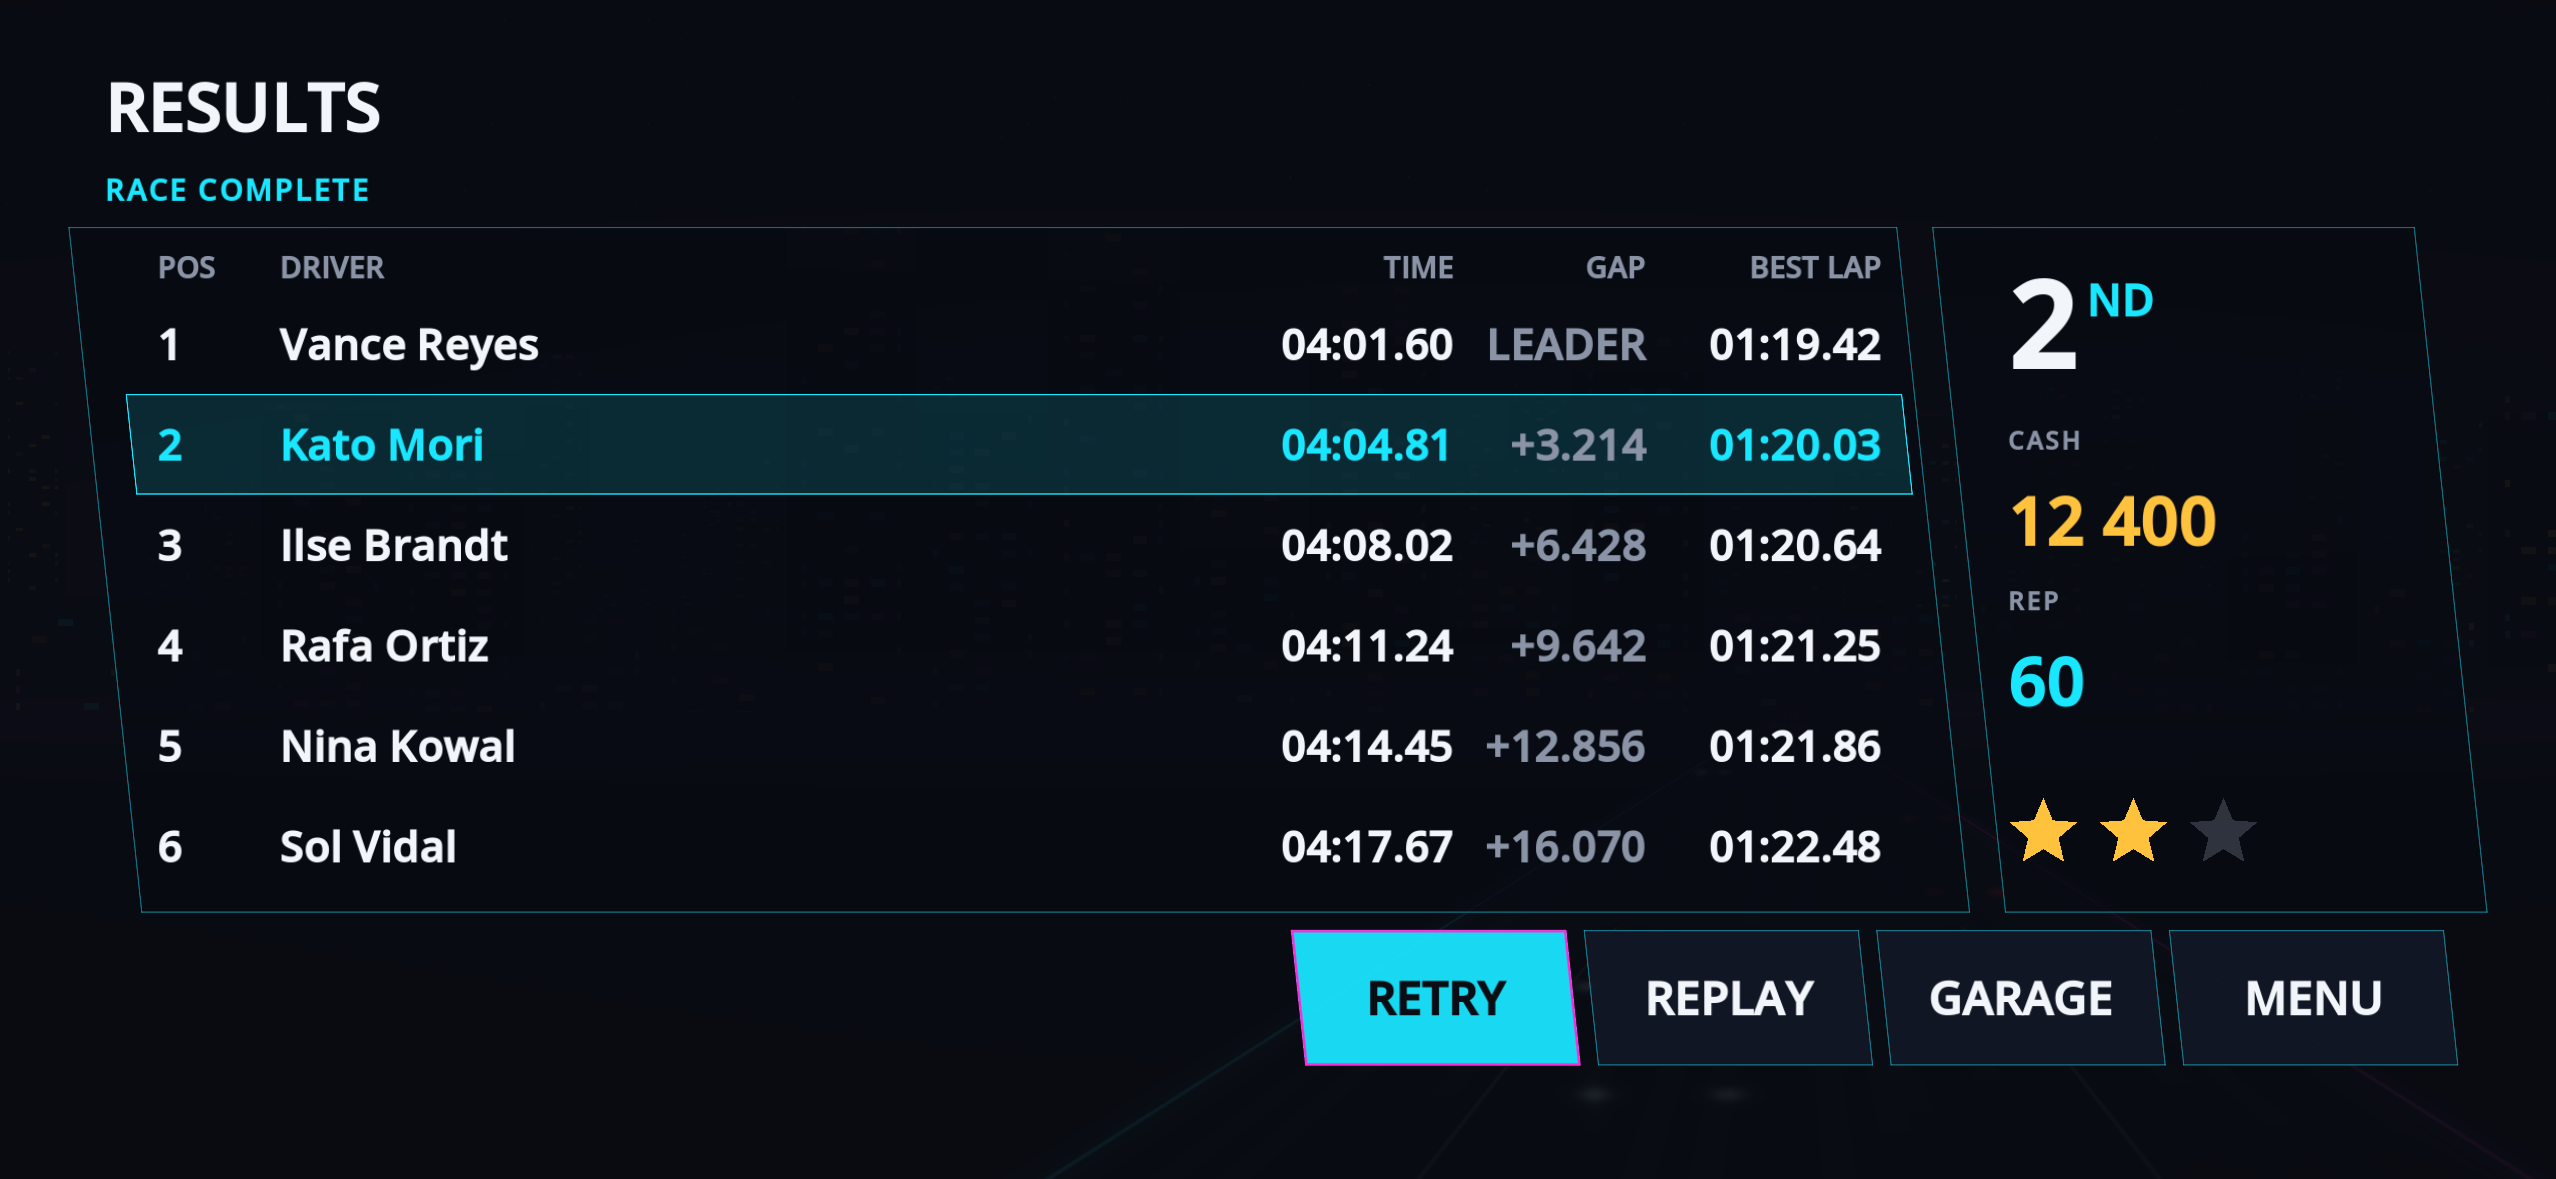 RESULTS
RACE COMPLETE
POS DRIVER TIME GAP BEST LAP
1 Vance Reyes 04:01.60 LEADER 01:19.42
2 Kato Mori 04:04.81 +3.214 01:20.03
3 Ilse Brandt 04:08.02 +6.428 01:20.64
4 Rafa Ortiz 04:11.24 +9.642 01:21.25
5 Nina Kowal 04:14.45 +12.856 01:21.86
6 Sol Vidal 04:17.67 +16.070 01:22.48
2 ND
CASH
12 400
REP
60
RETRY REPLAY GARAGE MENU